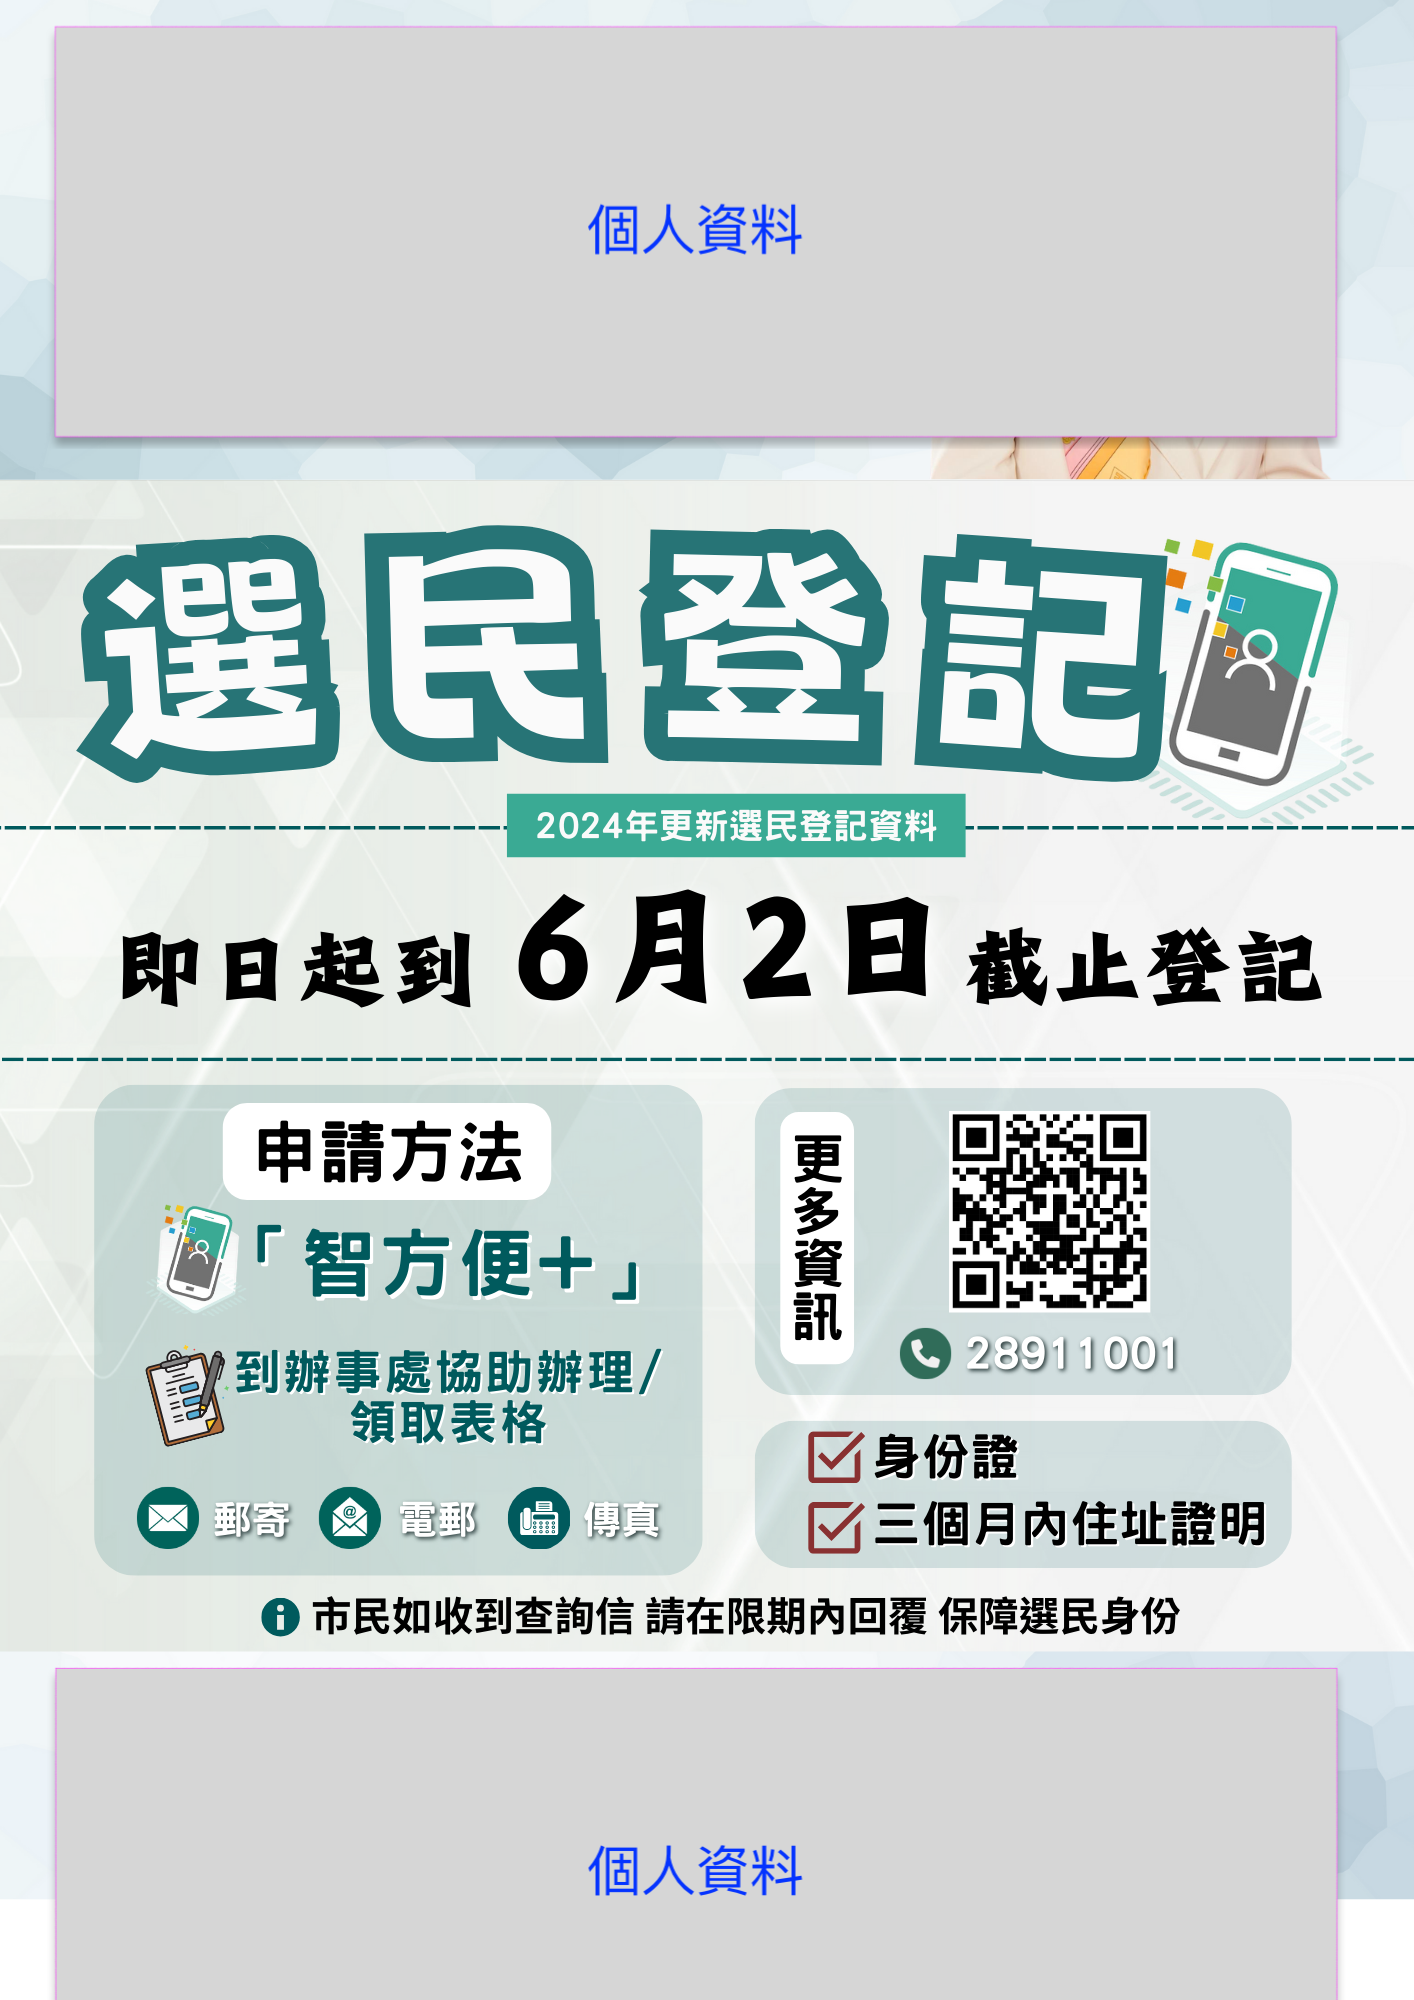 個人資料
選民登記
2024年更新選民登記資料
即日起到 6月2日 截止登記
申請方法
「智方便+」
到辦事處協助辦理/
領取表格
郵寄 電郵 傳真
更多資訊
28911001
身份證
三個月內住址證明
市民如收到查詢信 請在限期內回覆 保障選民身份
個人資料